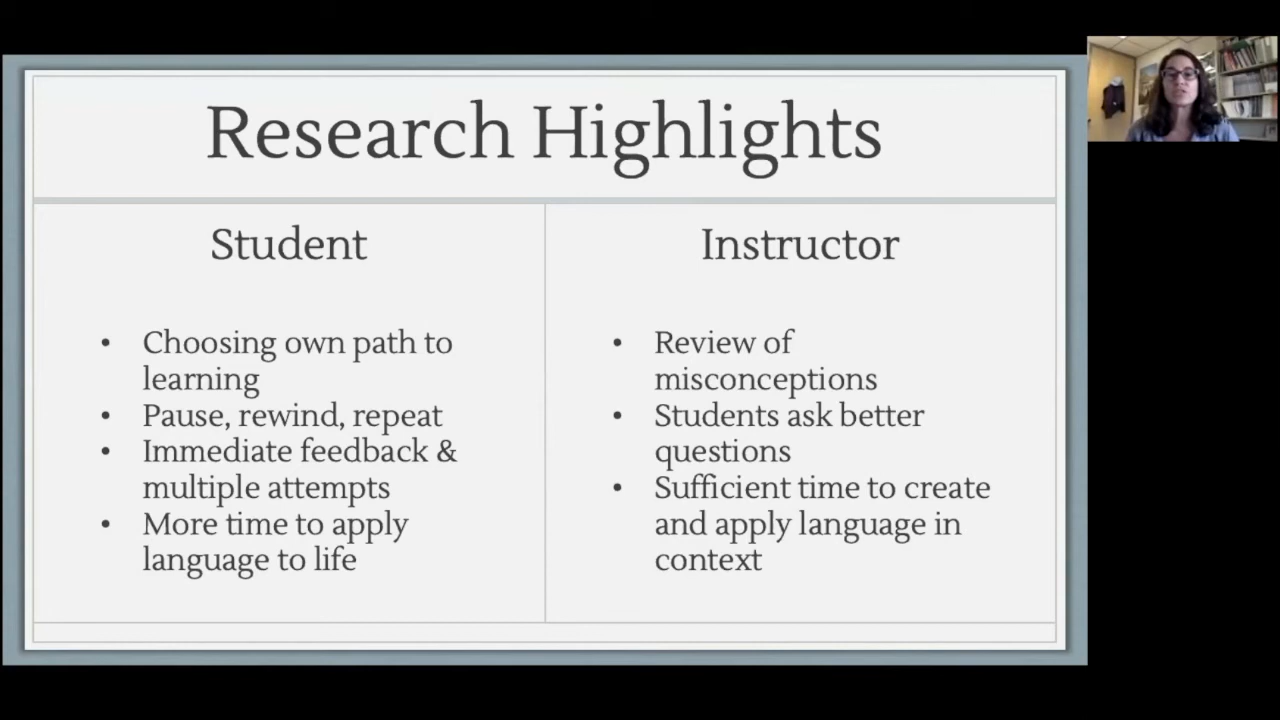 Research Highlights
Student
• Choosing own path to
learning
• Pause, rewind, repeat
• Immediate feedback &
multiple attempts
• More time to apply
language to life
Instructor
• Review of
misconceptions
• Students ask better
questions
• Sufficient time to create
and apply language in
context